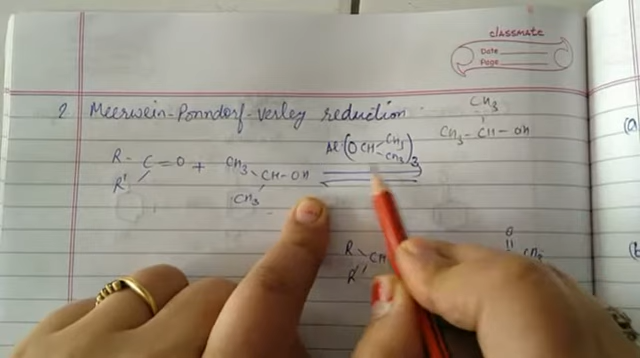 classmate
Date
Page
2 Meerwein-Ponndorf-Verley reduction.
CH3
CH3-CH-OH
Al(OCH CH3 CH3)3
R- C=O + CH3 CH-OH
R' CH3
O
R CH
R'
CH3
(a)